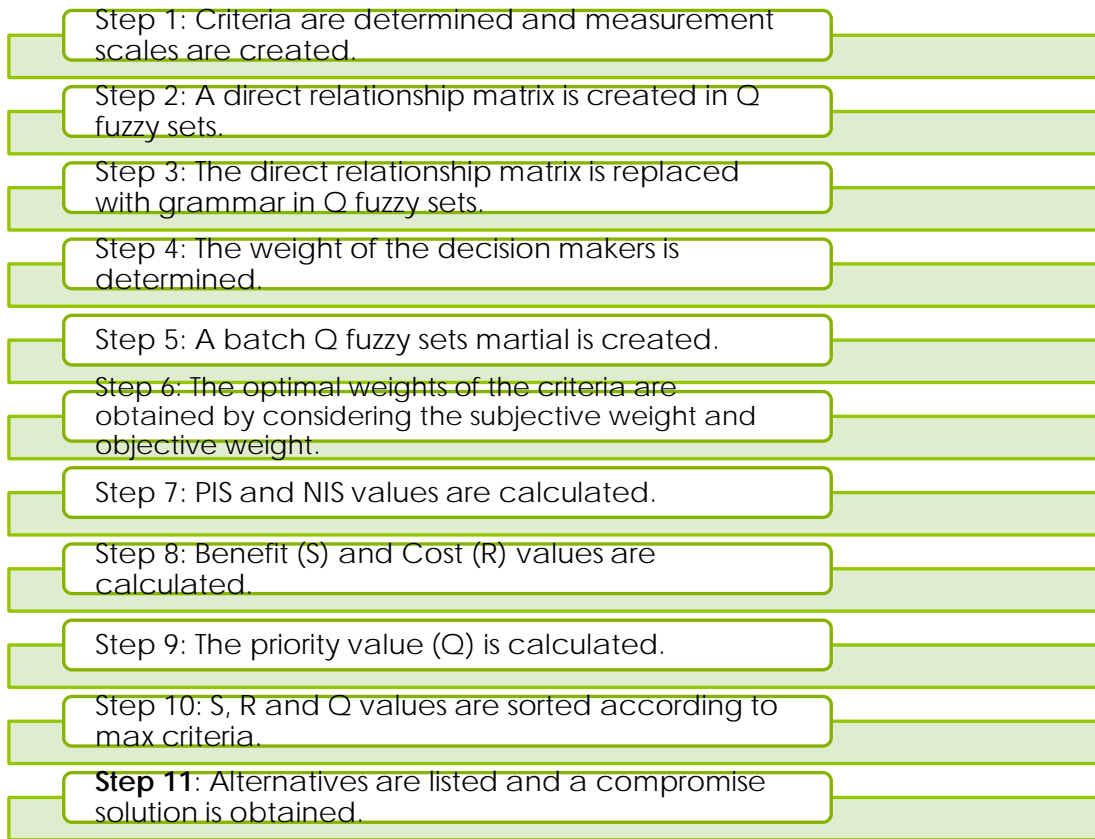 Step 1: Criteria are determined and measurement
scales are created.
Step 2: A direct relationship matrix is created in Q
fuzzy sets.
Step 3: The direct relationship matrix is replaced
with grammar in Q fuzzy sets.
Step 4: The weight of the decision makers is
determined.
Step 5: A batch Q fuzzy sets martial is created.
Step 6: The optimal weights of the criteria are
obtained by considering the subjective weight and
objective weight.
Step 7: PIS and NIS values are calculated.
Step 8: Benefit (S) and Cost (R) values are
calculated.
Step 9: The priority value (Q) is calculated.
Step 10: S, R and Q values are sorted according to
max criteria.
Step 11: Alternatives are listed and a compromise
solution is obtained.